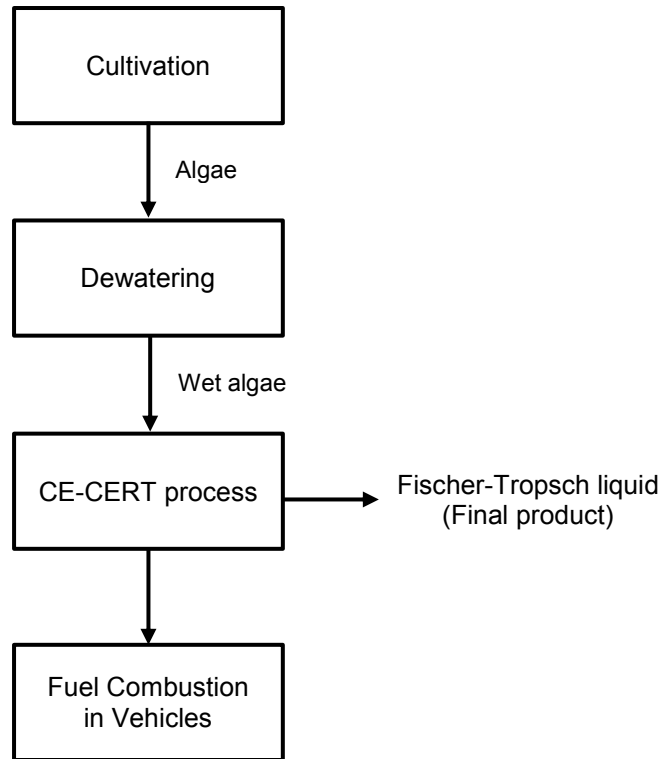 Cultivation
Algae
Dewatering
Wet algae
CE-CERT process
Fischer-Tropsch liquid
(Final product)
Fuel Combustion
in Vehicles